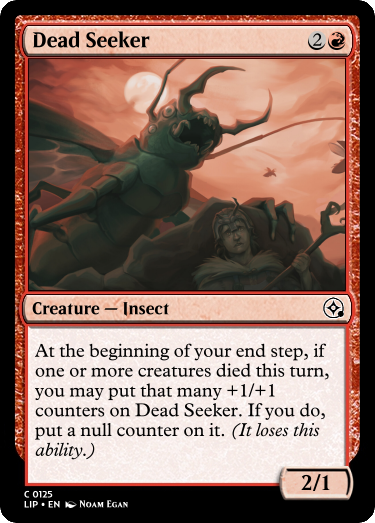 Dead Seeker 2
Creature — Insect
At the beginning of your end step, if
one or more creatures died this turn,
you may put that many +1/+1
counters on Dead Seeker. If you do,
put a null counter on it. (It loses this
ability.)
2/1
C 0125
LIP • EN Noam Egan